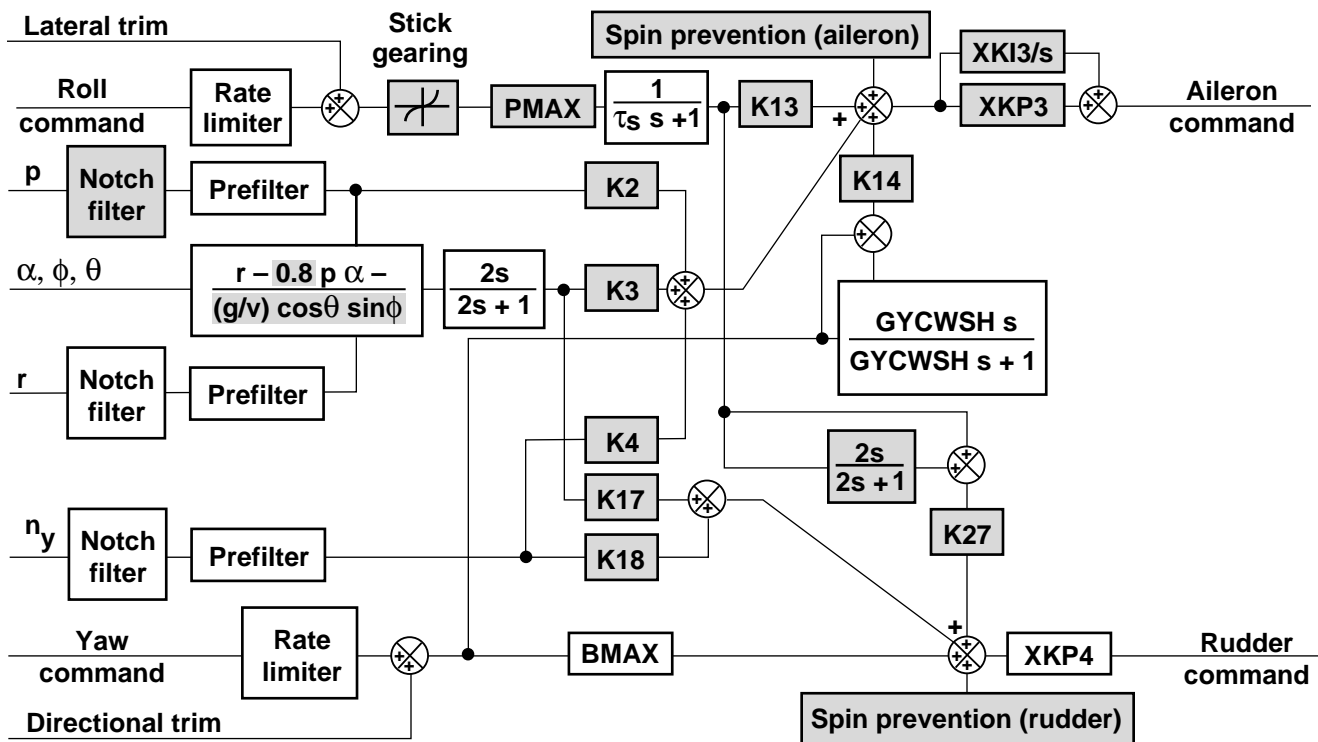 Lateral trim
Stick
gearing
Spin prevention (aileron)
XKI3/s
Roll
command
Rate
limiter
+
+
PMAX
1
τs s +1
K13
+
+
+
+
XKP3
+
+
Aileron
command
p
Notch
filter
Prefilter
K2
K14
α, ϕ, θ
r – 0.8 p α –
(g/v) cosθ sinϕ
2s
2s + 1
K3
+
+
+
+
GYCWSH s
GYCWSH s + 1
r
Notch
filter
Prefilter
K4
2s
2s + 1
+
+
K17
+
+
ny
Notch
filter
Prefilter
K18
K27
Yaw
command
Rate
limiter
+
+
BMAX
+
+
+
+
XKP4
Rudder
command
Directional trim
Spin prevention (rudder)